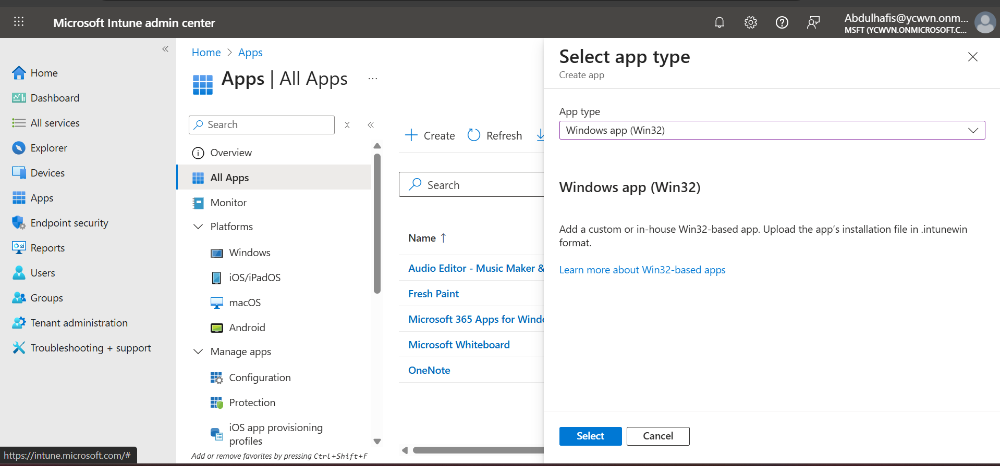 Microsoft Intune admin center
Abdulhafis@ycwvn.onm...
MSFT (YCWVN.ONMICROSOFT.C...
Home
Dashboard
All services
Explorer
Devices
Apps
Endpoint security
Reports
Users
Groups
Tenant administration
Troubleshooting + support
https://intune.microsoft.com/#
Home > Apps
Apps | All Apps
...
Search
Overview
All Apps
Monitor
Platforms
Windows
iOS/iPadOS
macOS
Android
Manage apps
Configuration
Protection
iOS app provisioning
profiles
Add or remove favorites by pressing Ctrl+Shift+F
Create
Refresh
Search
Name ↑
Audio Editor - Music Maker &
Fresh Paint
Microsoft 365 Apps for Windo
Microsoft Whiteboard
OneNote
Select app type
Create app
App type
Windows app (Win32)
Windows app (Win32)
Add a custom or in-house Win32-based app. Upload the app's installation file in .intunewin
format.
Learn more about Win32-based apps
Select
Cancel